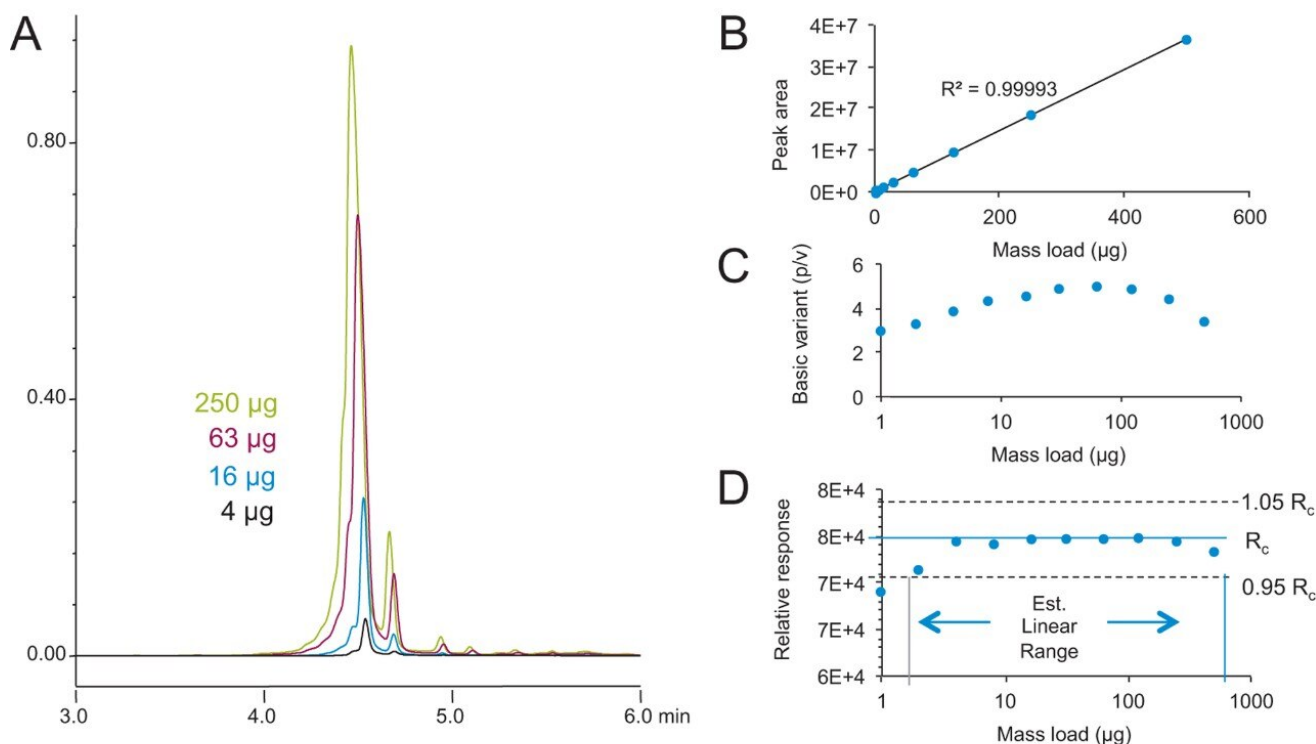 A
0.80
0.40
0.00
250 µg
63 µg
16 µg
4 µg
3.0
4.0
5.0
6.0 min
B
Peak area
4E+7
3E+7
2E+7
1E+7
0E+0
R² = 0.99993
0
200
400
600
Mass load (µg)
C
Basic variant (p/v)
6
4
2
0
1
10
100
1000
Mass load (µg)
D
Relative response
8E+4
8E+4
7E+4
7E+4
6E+4
1.05 Rc
Rc
0.95 Rc
Est.
Linear
Range
1
10
100
1000
Mass load (µg)